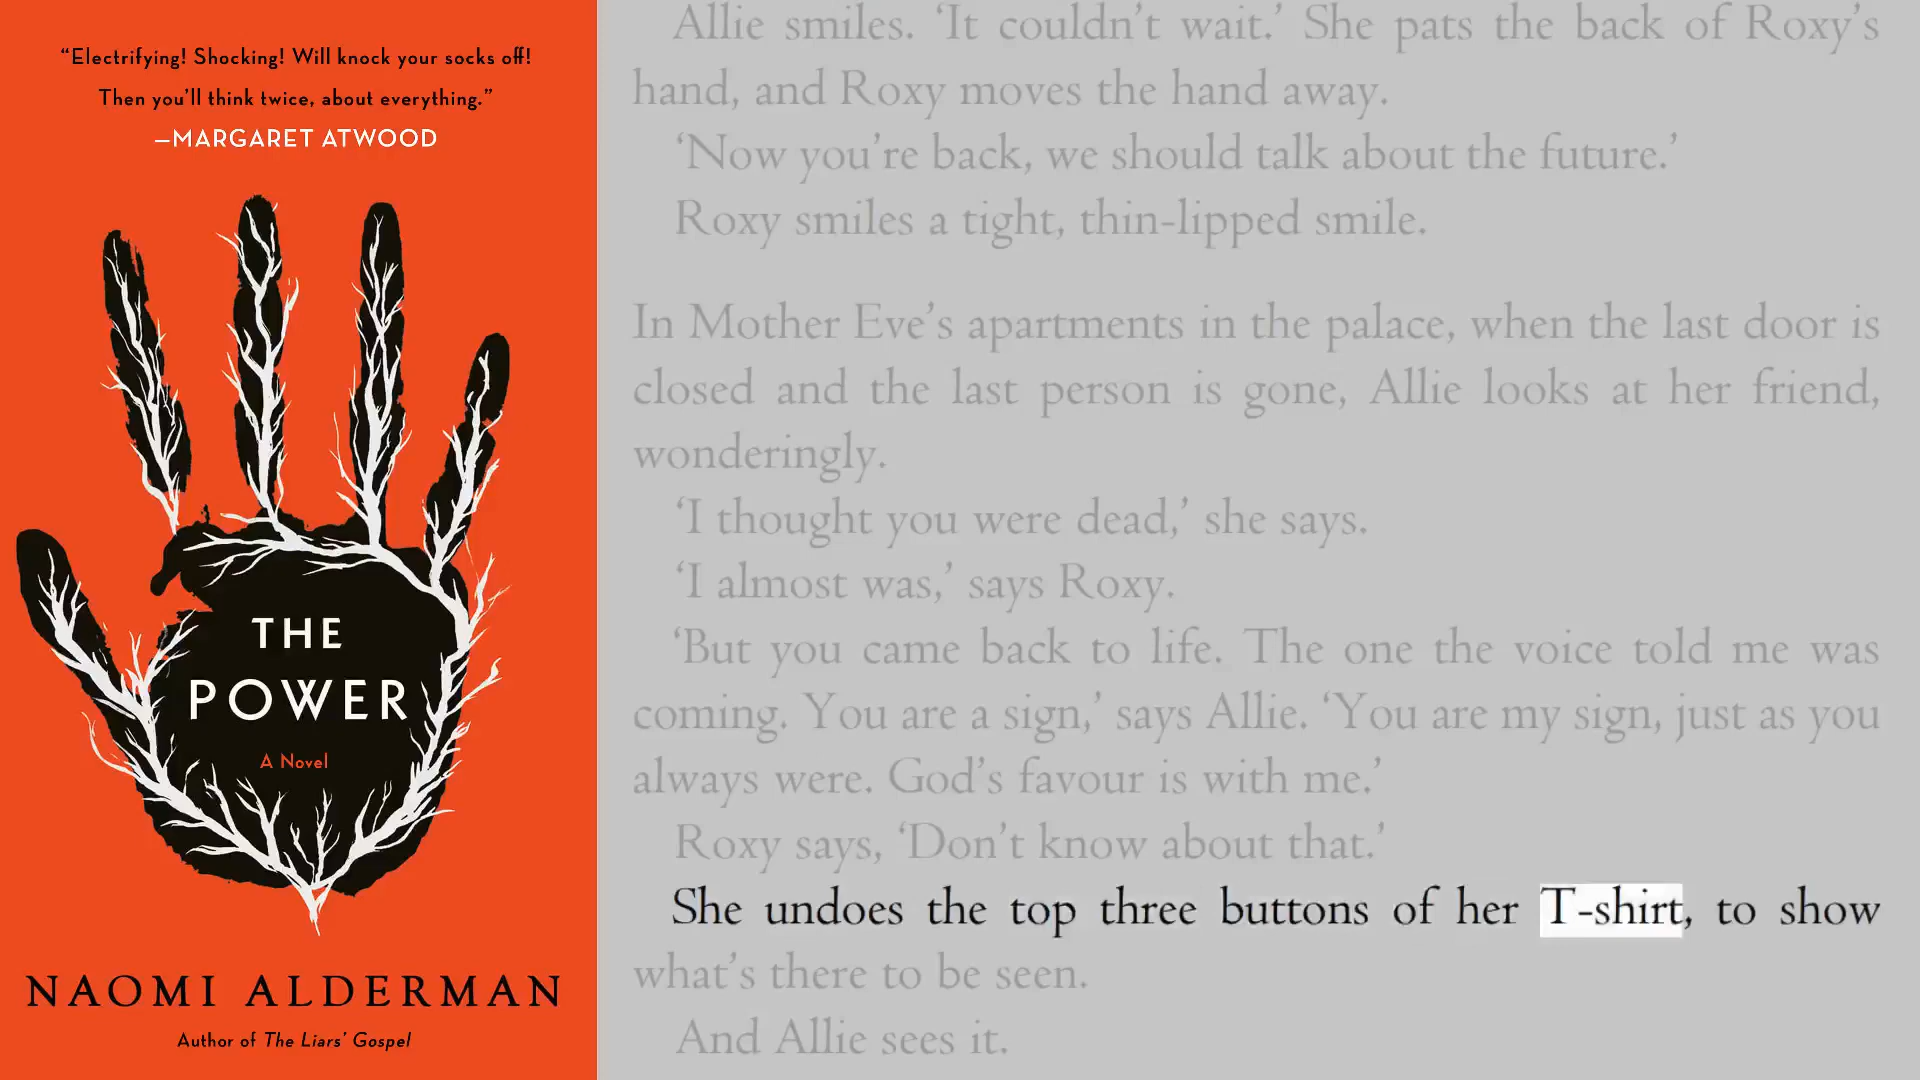 “Electrifying! Shocking! Will knock your socks off!
Then you’ll think twice, about everything.”
—MARGARET ATWOOD
THE
POWER
A Novel
NAOMI ALDERMAN
Author of The Liars’ Gospel
Allie smiles. ‘It couldn’t wait.’ She pats the back of Roxy’s
hand, and Roxy moves the hand away.
‘Now you’re back, we should talk about the future.’
Roxy smiles a tight, thin-lipped smile.
In Mother Eve’s apartments in the palace, when the last door is
closed and the last person is gone, Allie looks at her friend,
wonderingly.
‘I thought you were dead,’ she says.
‘I almost was,’ says Roxy.
‘But you came back to life. The one the voice told me was
coming. You are a sign,’ says Allie. ‘You are my sign, just as you
always were. God’s favour is with me.’
Roxy says, ‘Don’t know about that.’
She undoes the top three buttons of her T-shirt, to show
what’s there to be seen.
And Allie sees it.